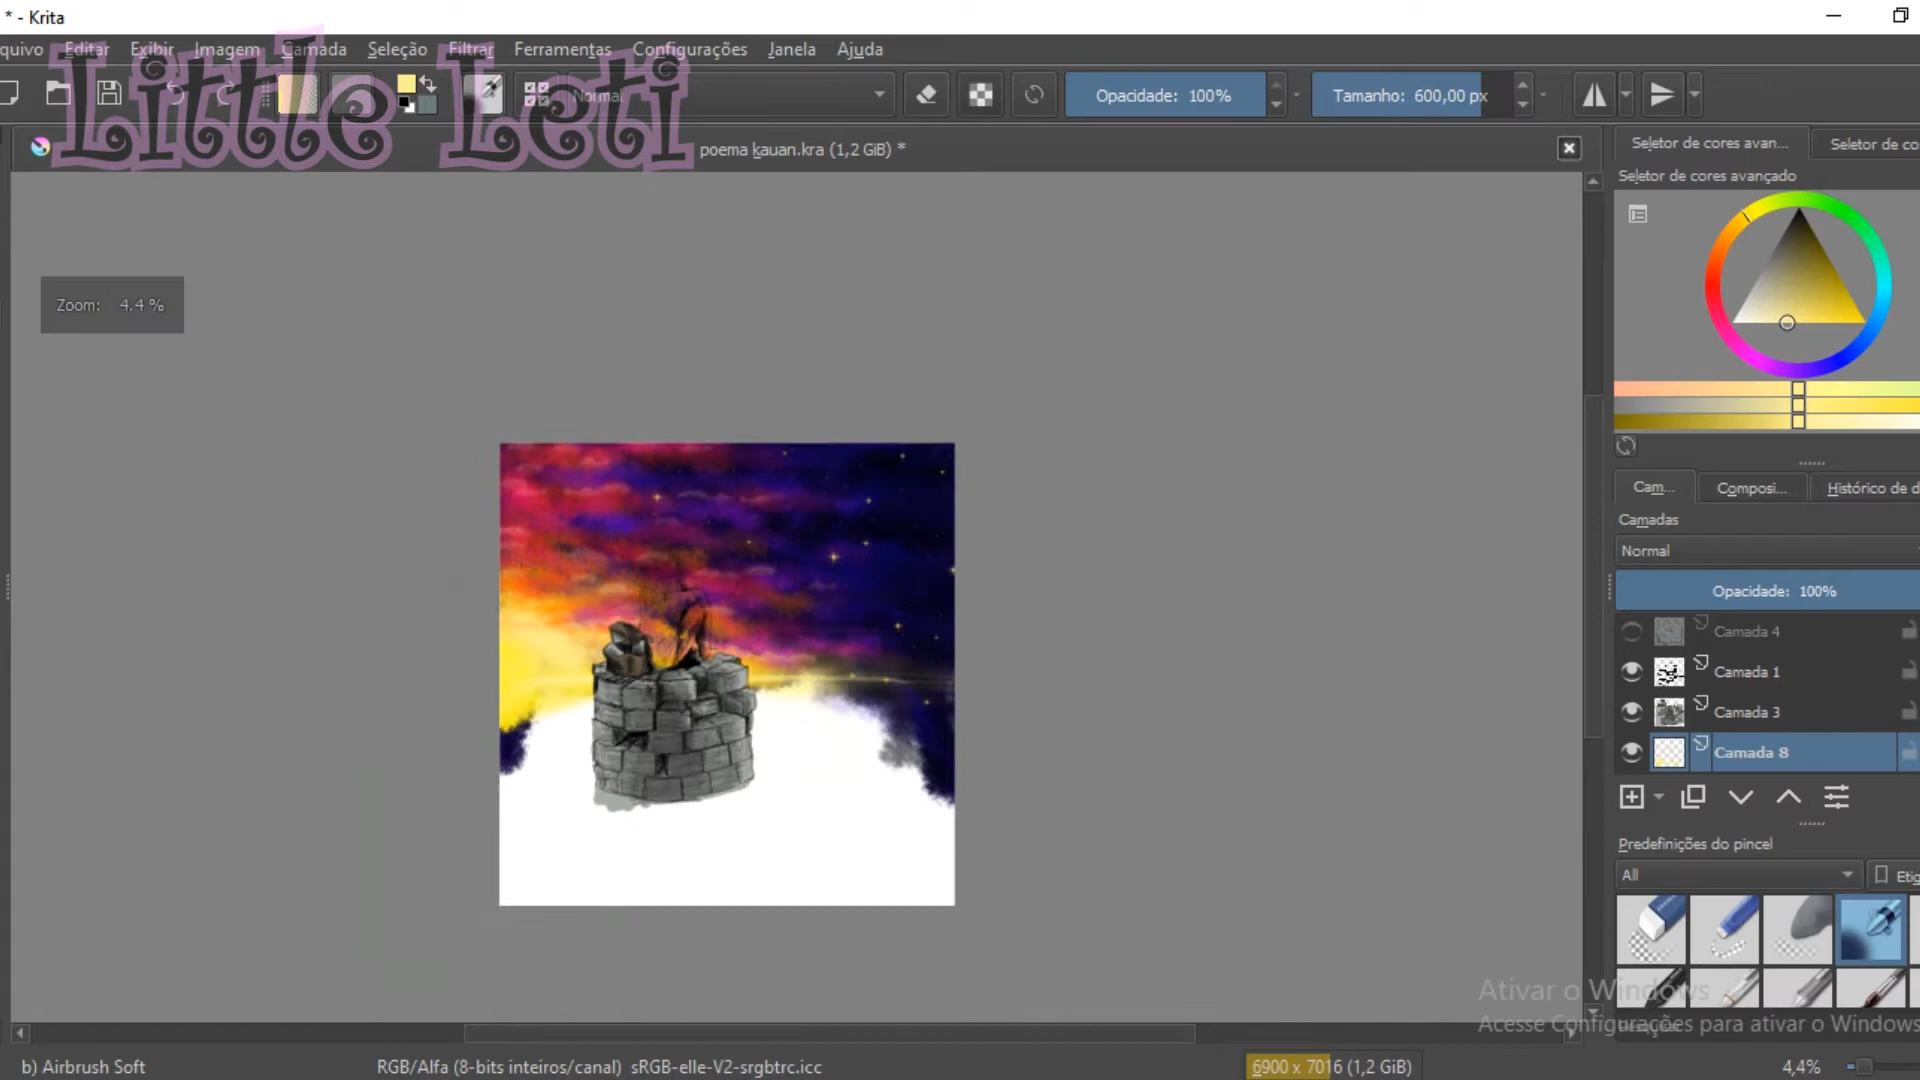 * - Krita
quivo Editar Exibir Imagem Camada Seleção Filtrar Ferramentas Configurações Janela Ajuda
Little Leti
Normal
Opacidade: 100%
Tamanho: 600,00 px
poema kauan.kra (1,2 GiB) *
Seletor de cores avan...
Seletor de co
Seletor de cores avançado
Zoom: 4.4 %
Cam...
Composi...
Histórico de d
Camadas
Normal
Opacidade: 100%
Camada 4
Camada 1
Camada 3
Camada 8
Predefinições do pincel
All
Etiq
Ativar o Windows
Acesse Configurações para ativar o Windows
b) Airbrush Soft
RGB/Alfa (8-bits inteiros/canal) sRGB-elle-V2-srgbtrc.icc
6900 x 7016 (1,2 GiB)
4,4%